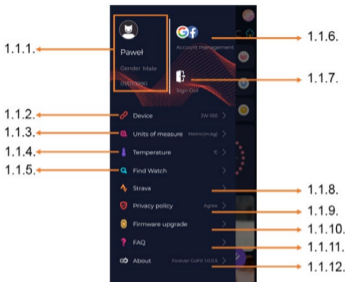 1.1.1.
Paweł
Gender Male
Account management
1.1.6.
Sign Out
1.1.7.
1.1.2.
Device
1.1.3.
Units of measure
1.1.4.
Temperature
°C
1.1.5.
Find Watch
Strava
1.1.8.
Privacy policy Agree
1.1.9.
Firmware upgrade
1.1.10.
FAQ
1.1.11.
About
1.1.12.